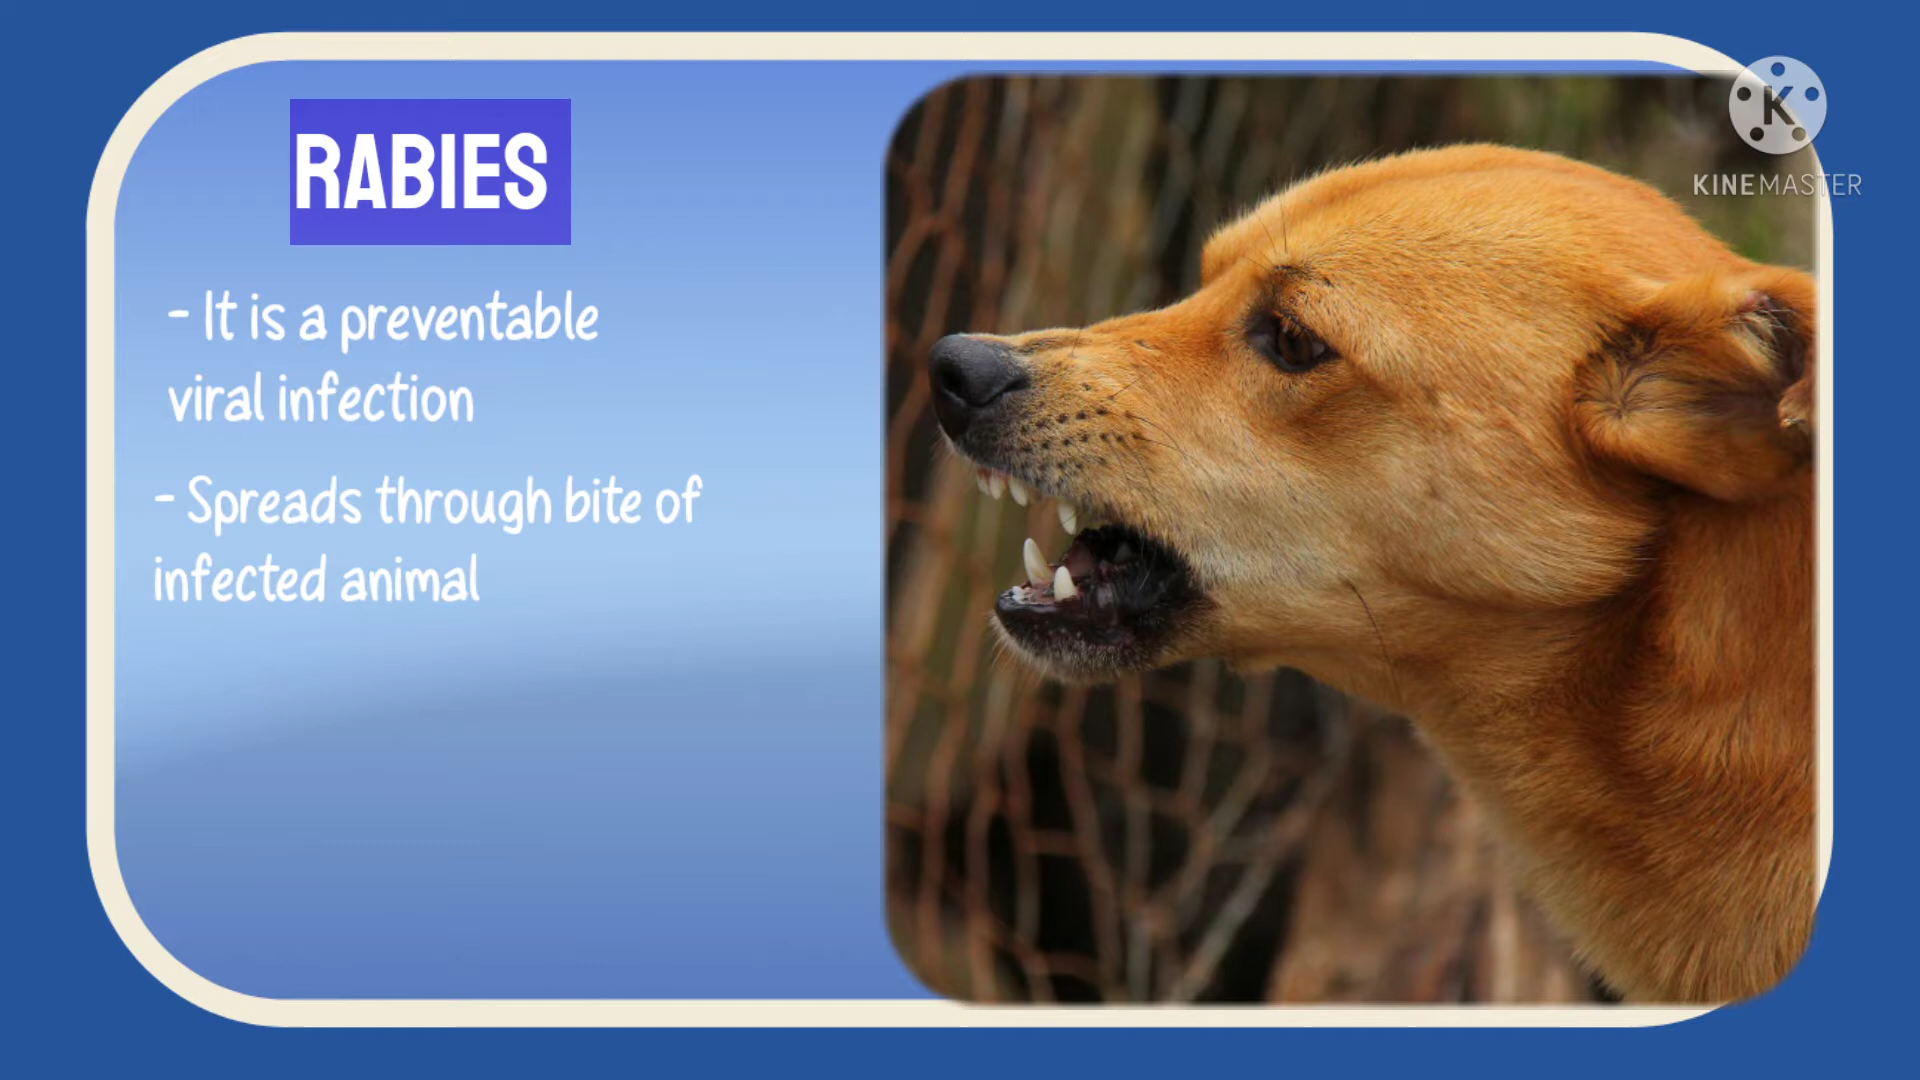 RABIES
- It is a preventable
viral infection
- Spreads through bite of
infected animal
K
KINEMASTER